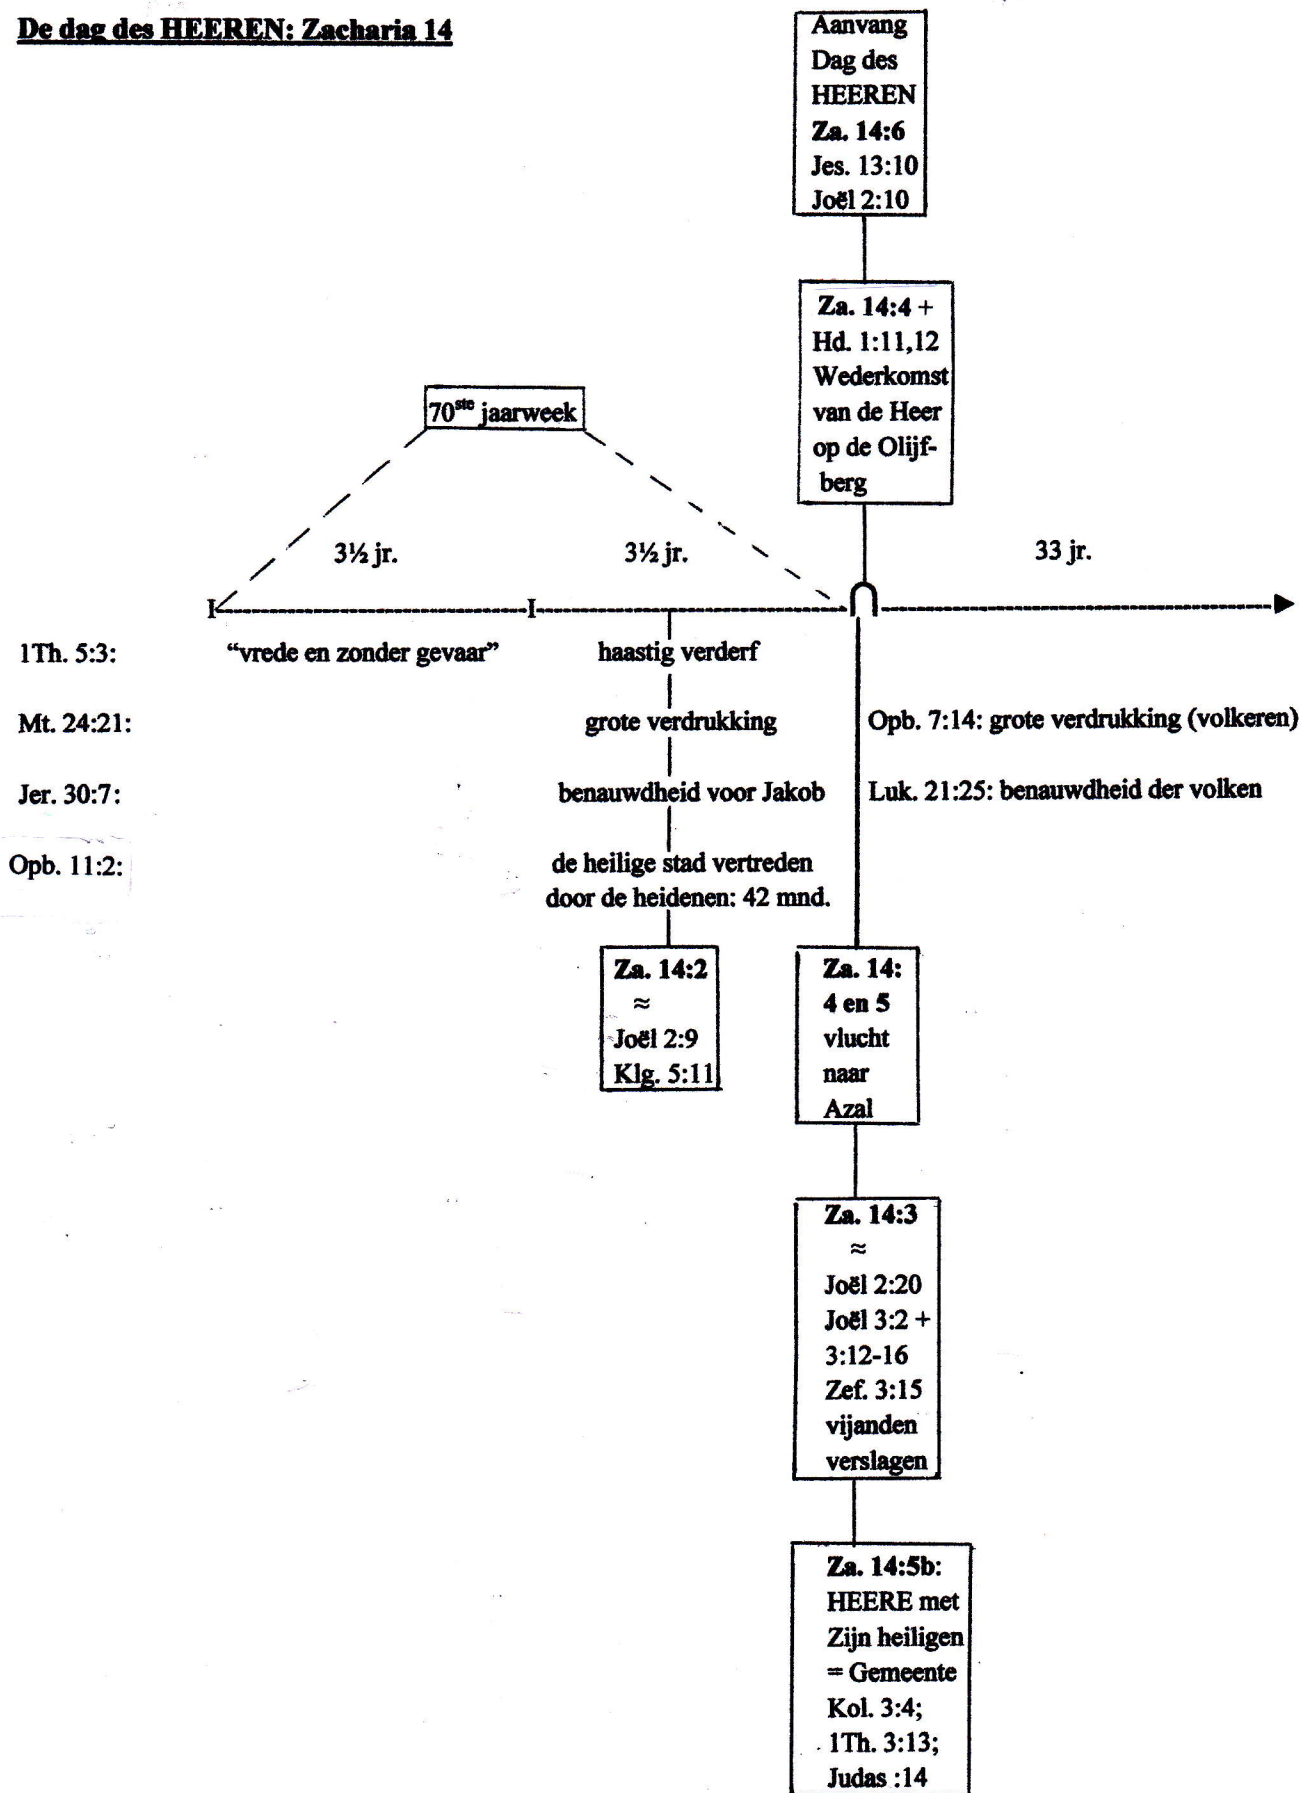 De dag des HEEREN: Zacharia 14
Aanvang
Dag des
HEEREN
Za. 14:6
Jes. 13:10
Joël 2:10
Za. 14:4 +
Hd. 1:11,12
Wederkomst
van de Heer
op de Olijf-
berg
70ste jaarweek
3½ jr.
3½ jr.
33 jr.
1Th. 5:3:
“vrede en zonder gevaar”
haastig verderf
Mt. 24:21:
grote verdrukking
Opb. 7:14: grote verdrukking (volkeren)
Jer. 30:7:
benauwdheid voor Jakob
Luk. 21:25: benauwdheid der volken
Opb. 11:2:
de heilige stad vertreden
door de heidenen: 42 mnd.
Za. 14:2
≈
Joël 2:9
Klg. 5:11
Za. 14:
4 en 5
vlucht
naar
Azal
Za. 14:3
≈
Joël 2:20
Joël 3:2 +
3:12-16
Zef. 3:15
vijanden
verslagen
Za. 14:5b:
HEERE met
Zijn heiligen
= Gemeente
Kol. 3:4;
1Th. 3:13;
Judas :14